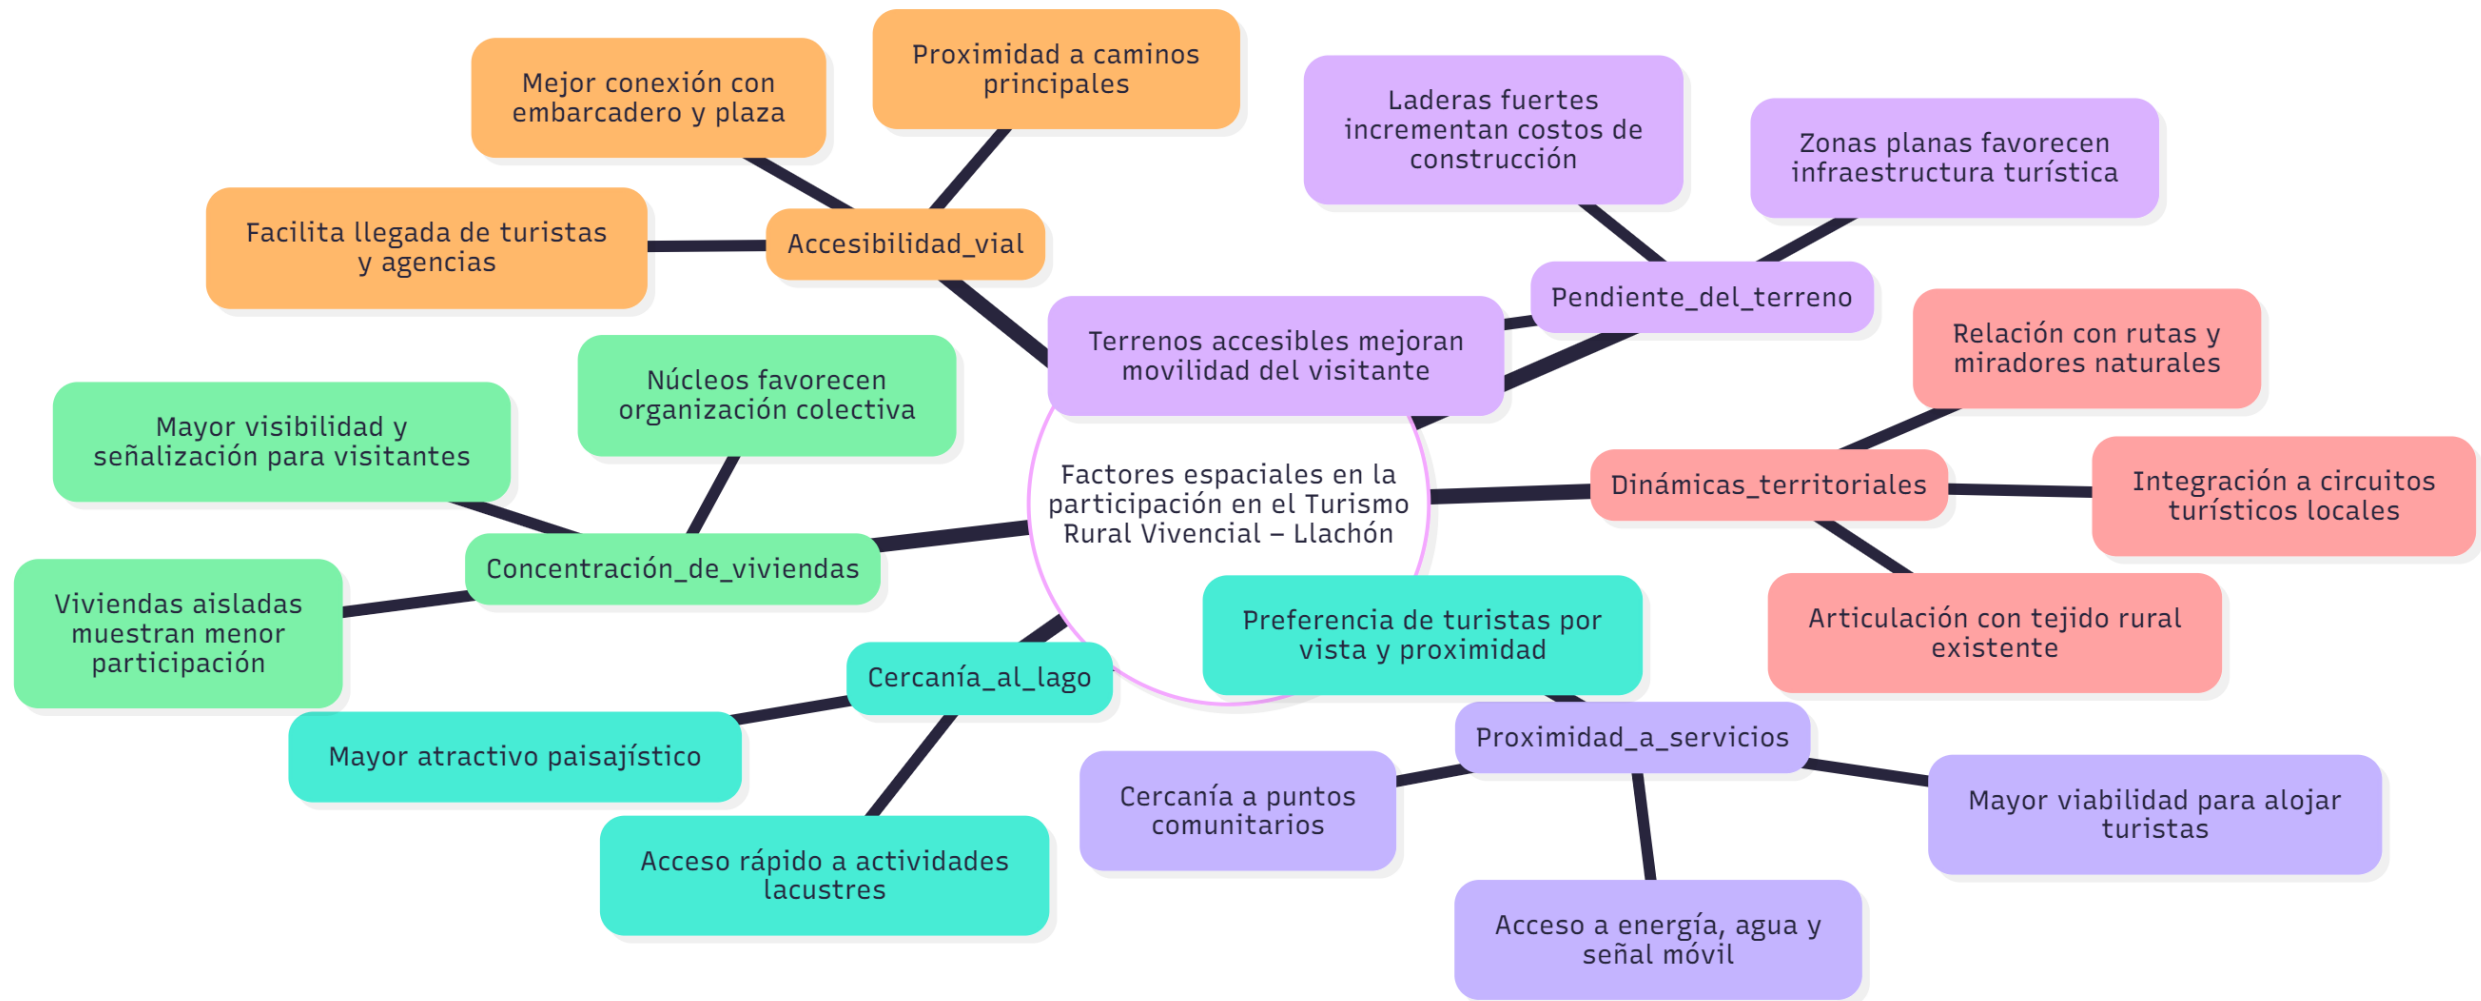 Factores espaciales en la
participación en el Turismo
Rural Vivencial – Llachón
Accesibilidad_vial
Proximidad a caminos
principales
Mejor conexión con
embarcadero y plaza
Facilita llegada de turistas
y agencias
Pendiente_del_terreno
Laderas fuertes
incrementan costos de
construcción
Zonas planas favorecen
infraestructura turística
Terrenos accesibles mejoran
movilidad del visitante
Dinámicas_territoriales
Relación con rutas y
miradores naturales
Integración a circuitos
turísticos locales
Articulación con tejido rural
existente
Concentración_de_viviendas
Núcleos favorecen
organización colectiva
Mayor visibilidad y
señalización para visitantes
Viviendas aisladas
muestran menor
participación
Cercanía_al_lago
Preferencia de turistas por
vista y proximidad
Mayor atractivo paisajístico
Acceso rápido a actividades
lacustres
Proximidad_a_servicios
Cercanía a puntos
comunitarios
Acceso a energía, agua y
señal móvil
Mayor viabilidad para alojar
turistas